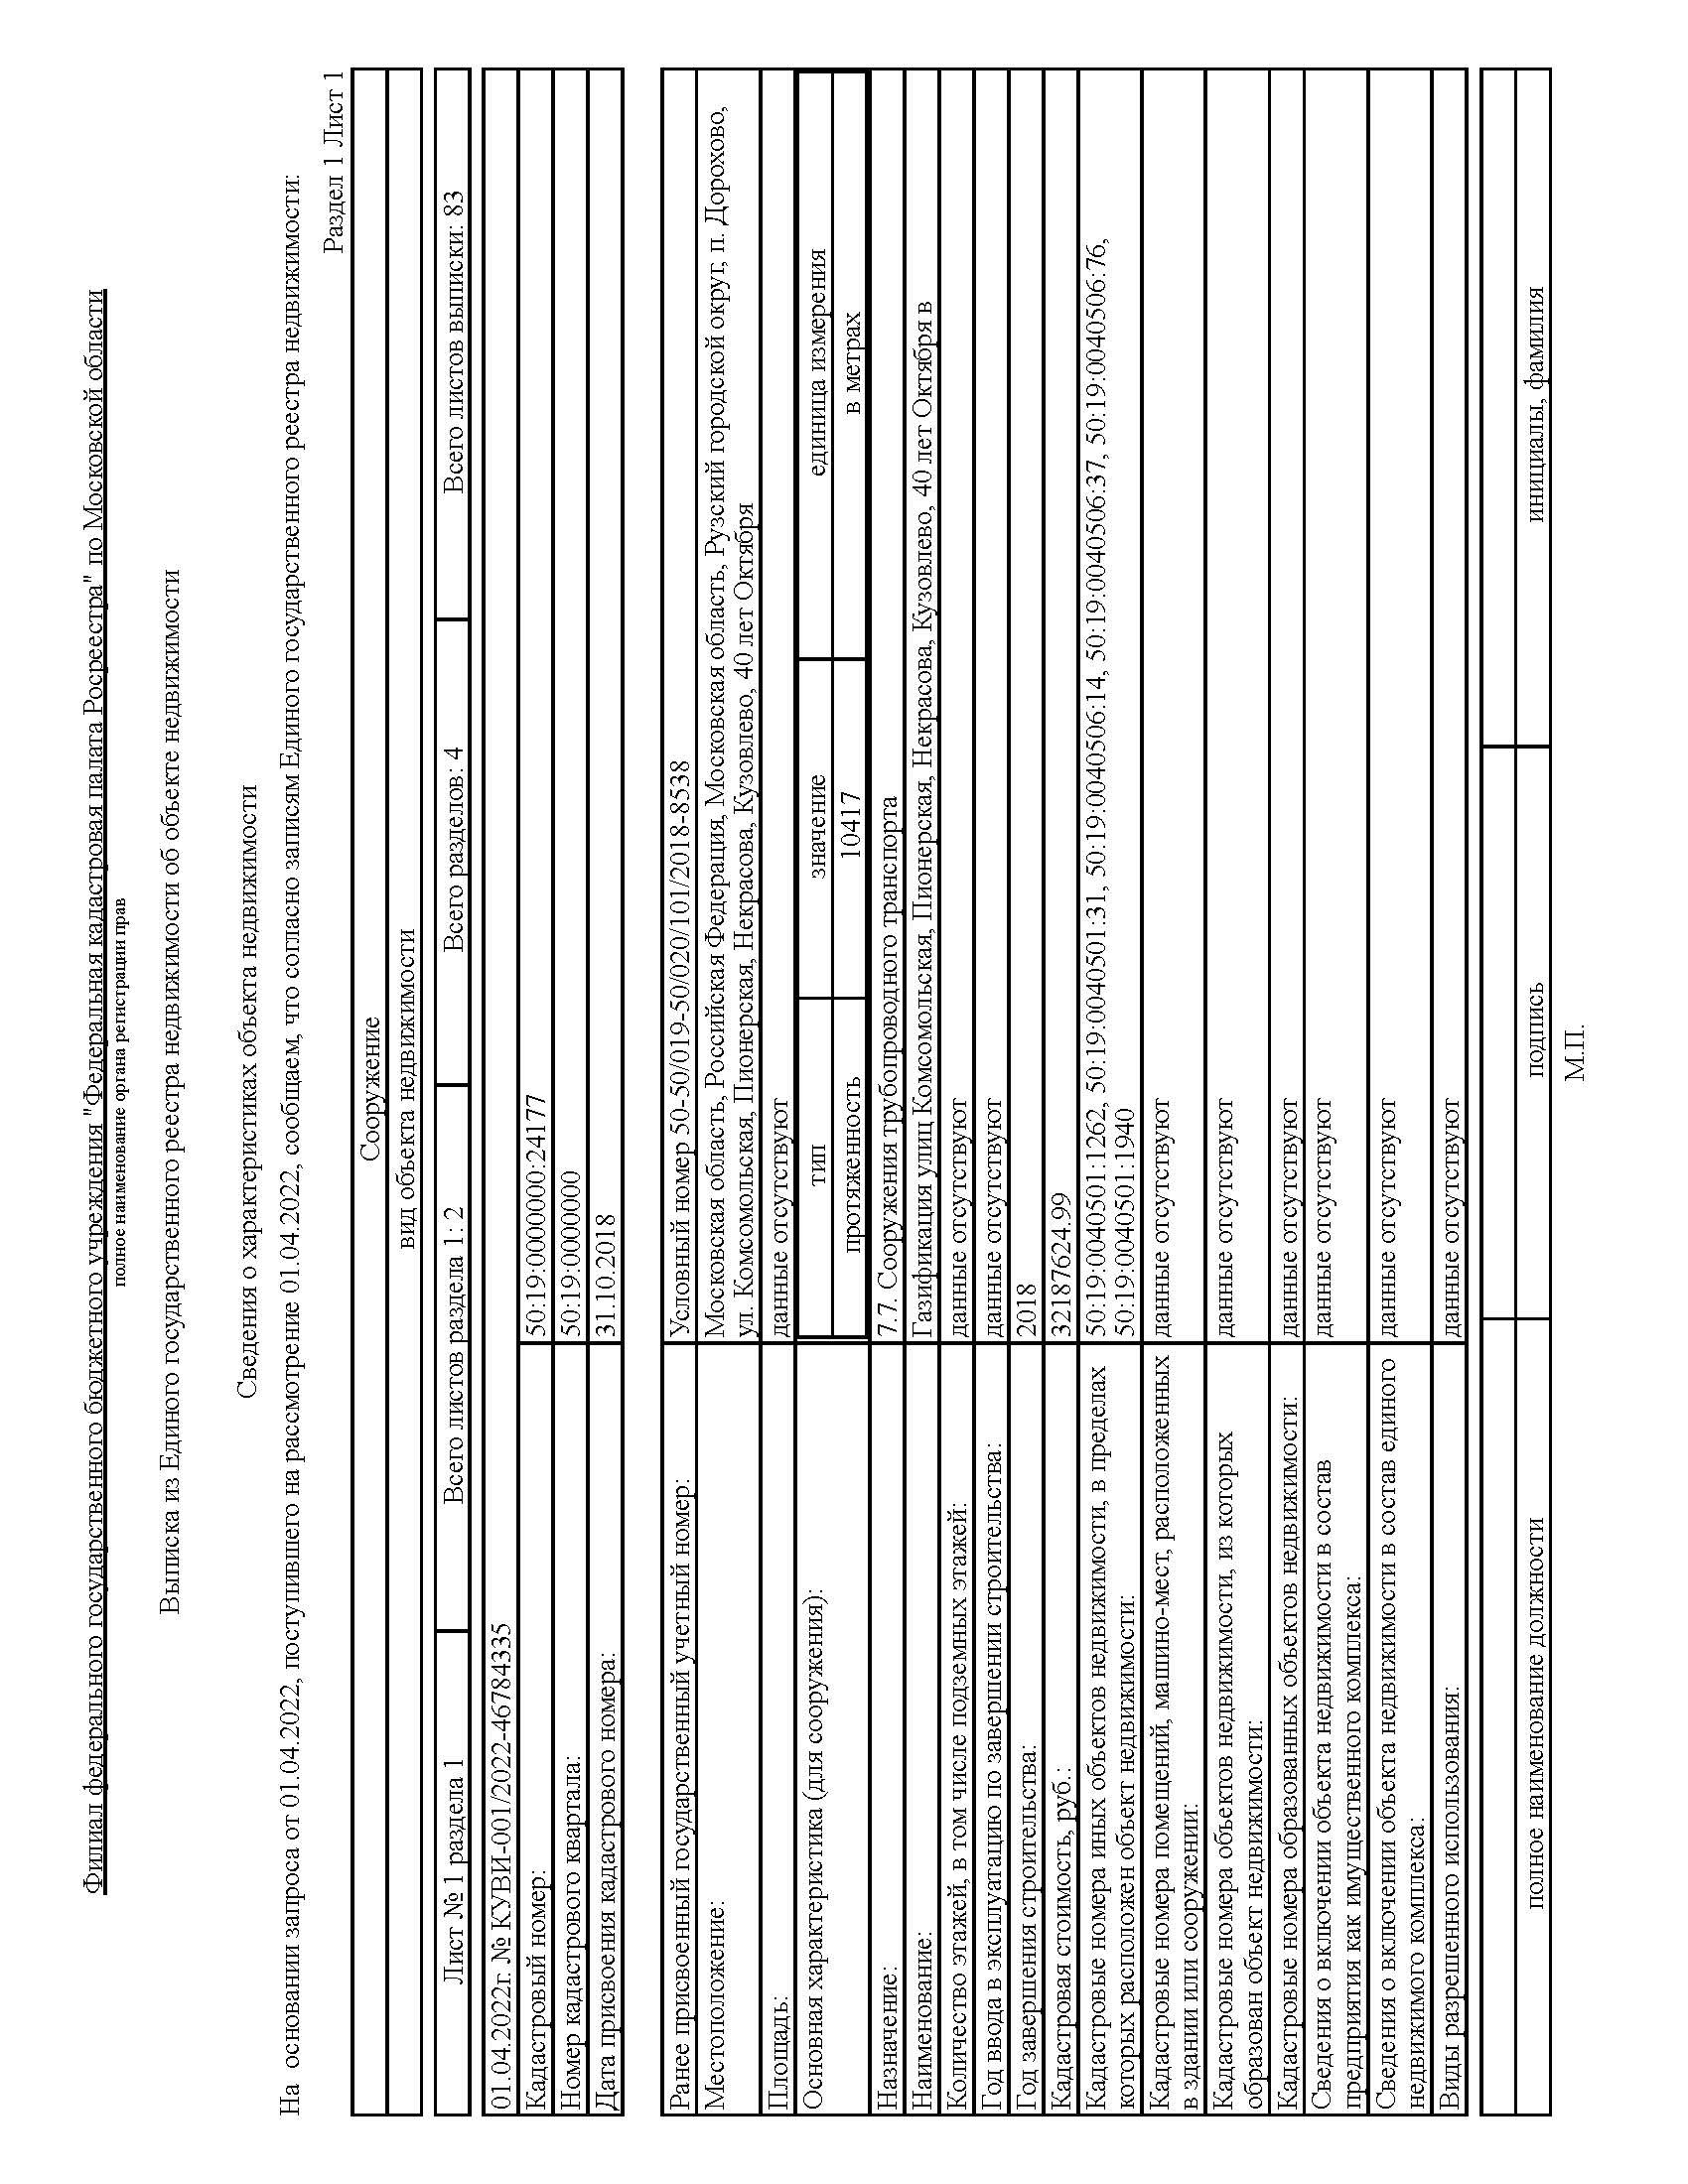 Филиал федерального государственного бюджетного учреждения "Федеральная кадастровая палата Росреестра" по Московской области
полное наименование органа регистрации прав
Выписка из Единого государственного реестра недвижимости об объекте недвижимости
Сведения о характеристиках объекта недвижимости
На основании запроса от 01.04.2022, поступившего на рассмотрение 01.04.2022, сообщаем, что согласно записям Единого государственного реестра недвижимости:
Раздел 1 Лист 1
Сооружение
вид объекта недвижимости
Лист № 1 раздела 1 Всего листов раздела 1: 2 Всего разделов: 4 Всего листов выписки: 83
01.04.2022г. № КУВИ-001/2022-46784335
Кадастровый номер: 50:19:0000000:24177
Номер кадастрового квартала: 50:19:0000000
Дата присвоения кадастрового номера: 31.10.2018
Ранее присвоенный государственный учетный номер: Условный номер 50-50/019-50/020/101/2018-8538
Местоположение: Московская область, Российская Федерация, Московская область, Рузский городской округ, п. Дорохово,
ул. Комсомольская, Пионерская, Некрасова, Кузовлево, 40 лет Октября
Площадь: данные отсутствуют
Основная характеристика (для сооружения): тип значение единица измерения
протяженность 10417 в метрах
Назначение: 7.7. Сооружения трубопроводного транспорта
Наименование: Газификация улиц Комсомольская, Пионерская, Некрасова, Кузовлево, 40 лет Октября в
Количество этажей, в том числе подземных этажей: данные отсутствуют
Год ввода в эксплуатацию по завершении строительства: данные отсутствуют
Год завершения строительства: 2018
Кадастровая стоимость, руб.: 32187624.99
Кадастровые номера иных объектов недвижимости, в пределах 50:19:0040501:1262, 50:19:0040501:31, 50:19:0040506:14, 50:19:0040506:37, 50:19:0040506:76,
которых расположен объект недвижимости: 50:19:0040501:1940
Кадастровые номера помещений, машино-мест, расположенных данные отсутствуют
в здании или сооружении:
Кадастровые номера объектов недвижимости, из которых данные отсутствуют
образован объект недвижимости:
Кадастровые номера образованных объектов недвижимости: данные отсутствуют
Сведения о включении объекта недвижимости в состав данные отсутствуют
предприятия как имущественного комплекса:
Сведения о включении объекта недвижимости в состав единого данные отсутствуют
недвижимого комплекса:
Виды разрешенного использования: данные отсутствуют
полное наименование должности подпись инициалы, фамилия
М.П.